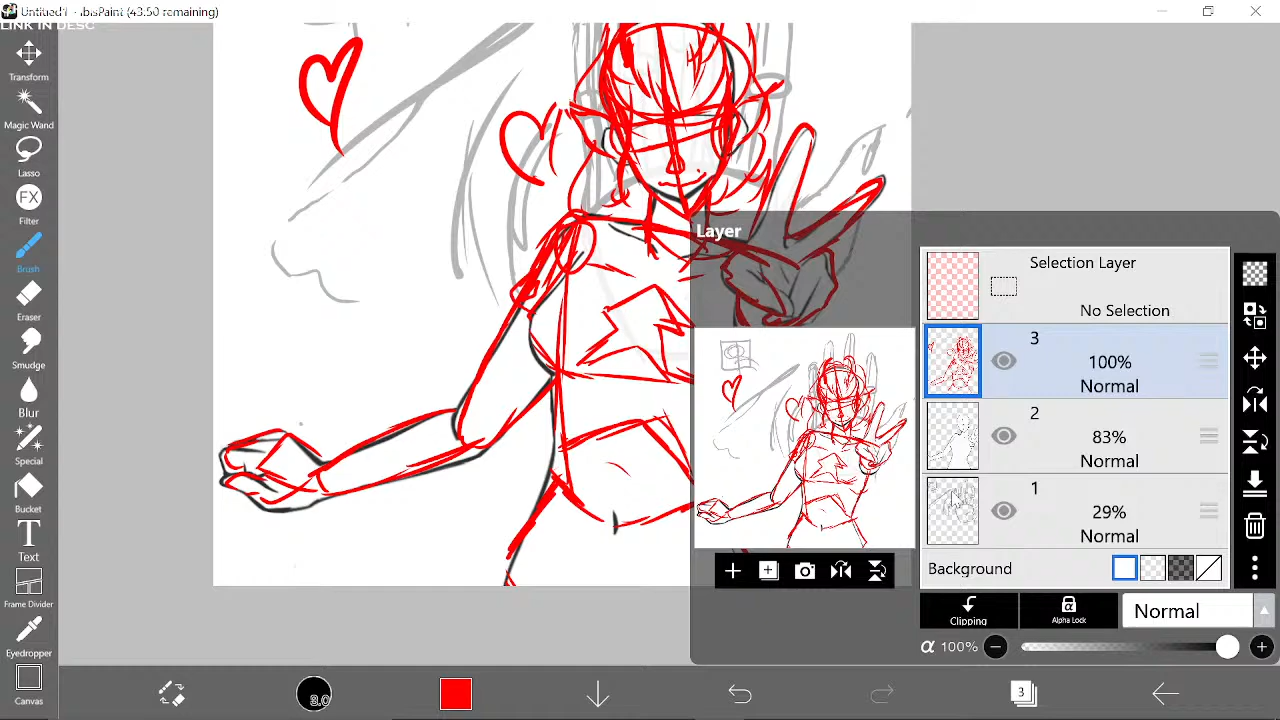 Untitled1 - ibisPaint (43:50 remaining)
LINK IN DESC
Transform
Magic Wand
Lasso
FX
Filter
Brush
Eraser
Smudge
Blur
Special
Bucket
T
Text
Frame Divider
Eyedropper
Canvas
Layer
Selection Layer
No Selection
3
100%
Normal
2
83%
Normal
1
29%
Normal
Background
Clipping
α
Alpha Lock
Normal
α 100%
3.0
3